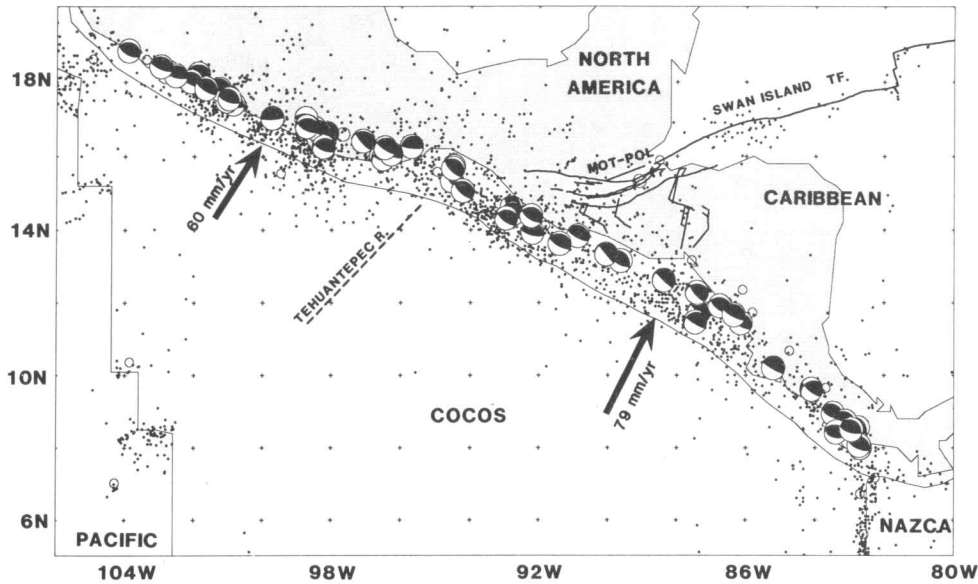 NORTH
AMERICA
18N
SWAN ISLAND TF.
MOT-POL
60 mm/yr
CARIBBEAN
14N
TEHUANTEPEC R.
79 mm/yr
10N
COCOS
6N
PACIFIC
NAZCA
104W 98W 92W 86W 80W